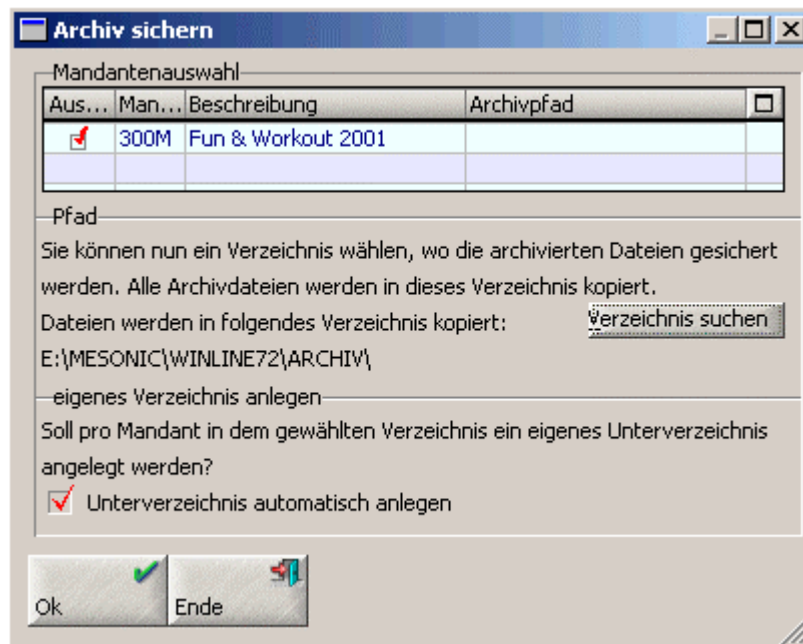 Archiv sichern
Mandantenauswahl
Aus... Man... Beschreibung Archivpfad
300M Fun & Workout 2001
Pfad
Sie können nun ein Verzeichnis wählen, wo die archivierten Dateien gesichert
werden. Alle Archivdateien werden in dieses Verzeichnis kopiert.
Dateien werden in folgendes Verzeichnis kopiert: Verzeichnis suchen
E:\MESONIC\WINLINE72\ARCHIV\
eigenes Verzeichnis anlegen
Soll pro Mandant in dem gewählten Verzeichnis ein eigenes Unterverzeichnis
angelegt werden?
Unterverzeichnis automatisch anlegen
Ok Ende